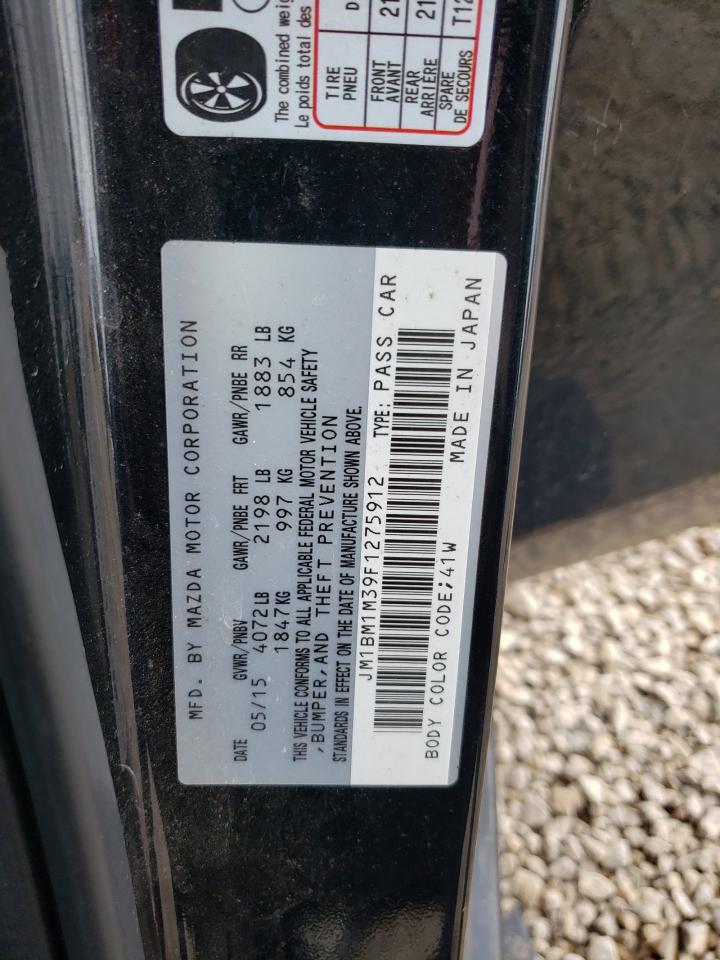 MFD. BY MAZDA MOTOR CORPORATION
DATE GVWR/PNBV GAWR/PNBE FRT GAWR/PNBE RR
05/15 4072LB 2198 LB 1883 LB
1847KG 997 KG 854 KG
THIS VEHICLE CONFORMS TO ALL APPLICABLE FEDERAL MOTOR VEHICLE SAFETY
,BUMPER,AND THEFT PREVENTION
STANDARDS IN EFFECT ON THE DATE OF MANUFACTURE SHOWN ABOVE.
JM1BM1M39F1275912 TYPE: PASS CAR
BODY COLOR CODE;41W MADE IN JAPAN
The combined weig
Le poids total des
TIRE
PNEU
FRONT
AVANT
21
REAR
ARRIÈRE
21
SPARE
DE SECOURS
T12